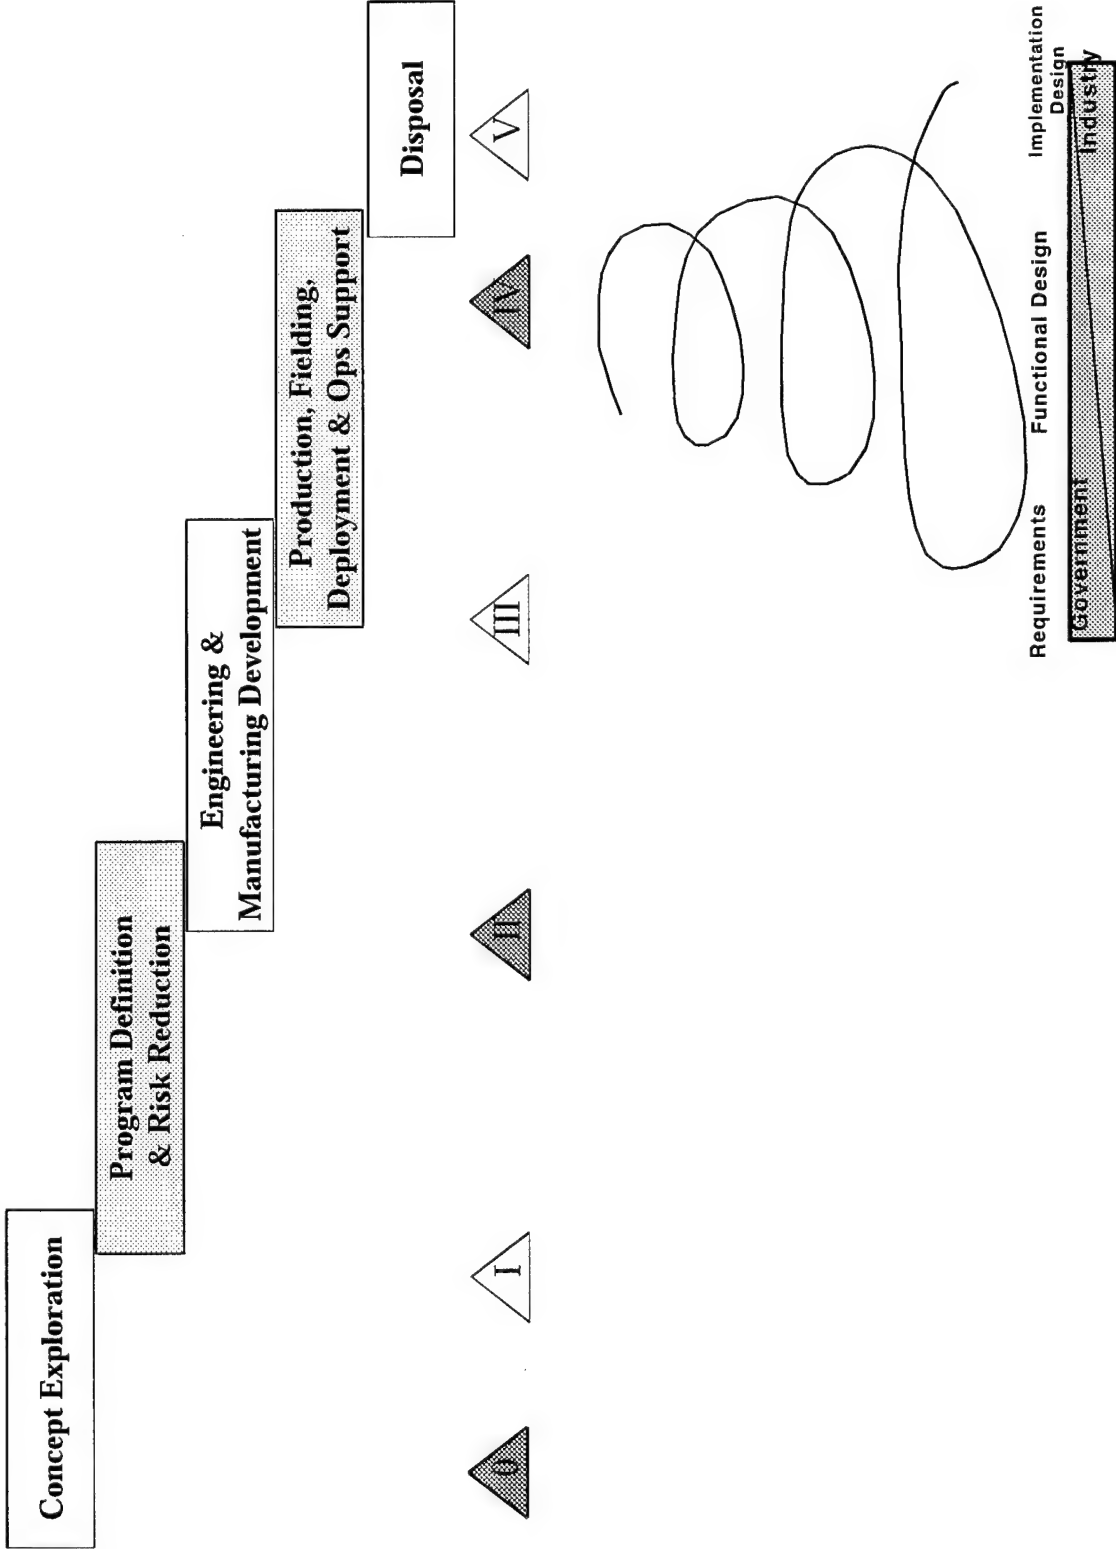 Concept Exploration
Program Definition
& Risk Reduction
Engineering &
Manufacturing Development
Production, Fielding,
Deployment & Ops Support
Disposal
0
I
II
III
IV
V
Requirements
Functional Design
Implementation
Design
Government
Industry